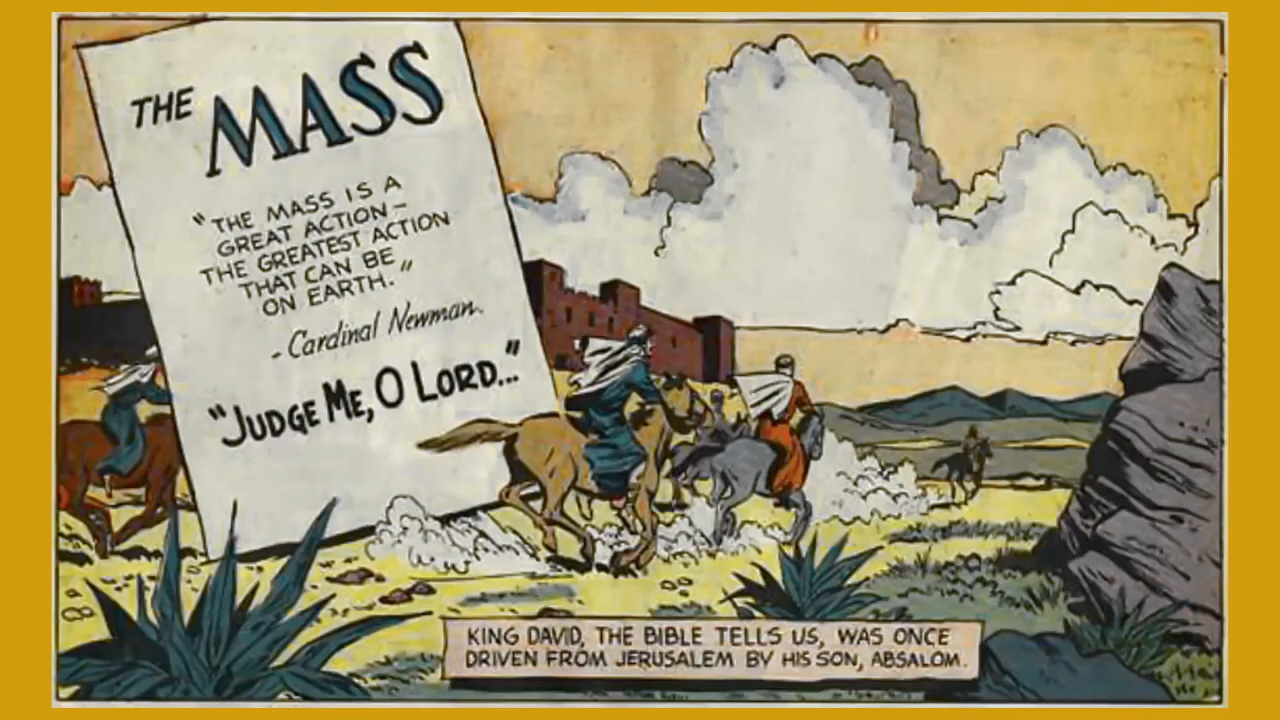 THE MASS
"THE MASS IS A
GREAT ACTION–
THE GREATEST ACTION
THAT CAN BE
ON EARTH."
- Cardinal Newman.
"JUDGE ME, O LORD..."
KING DAVID, THE BIBLE TELLS US, WAS ONCE
DRIVEN FROM JERUSALEM BY HIS SON, ABSALOM.